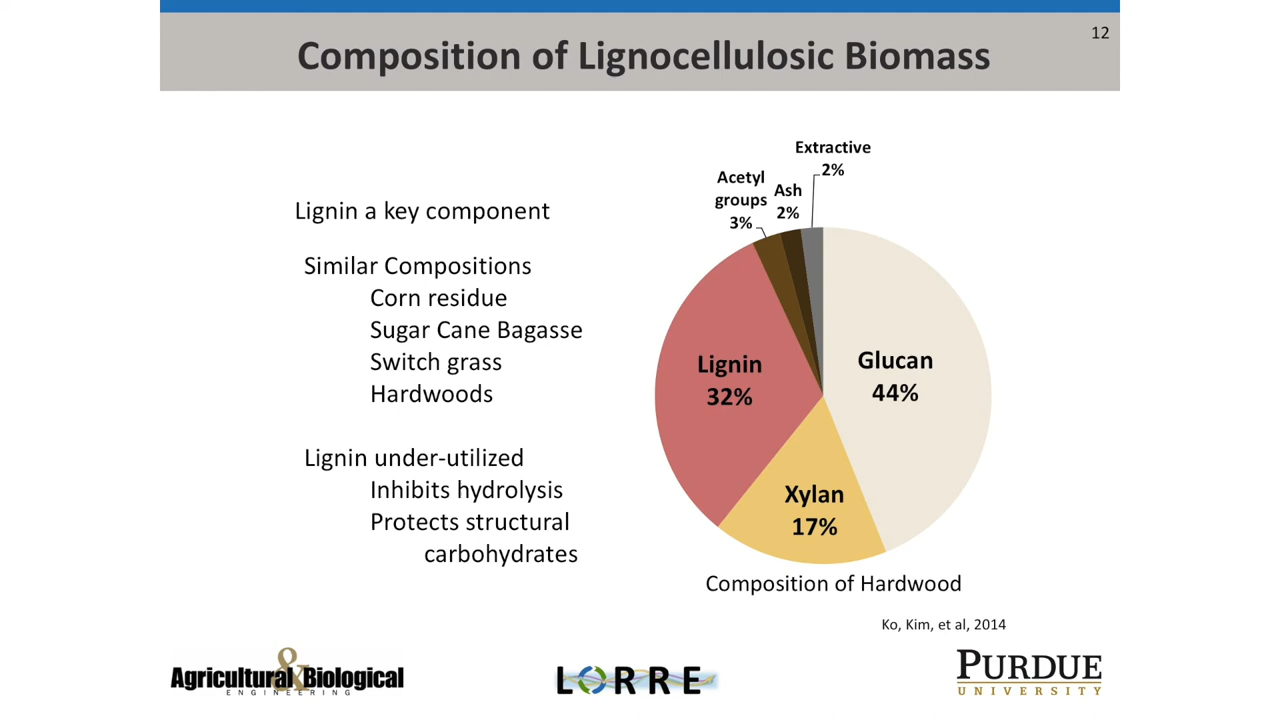 12
Composition of Lignocellulosic Biomass
Lignin a key component
Similar Compositions
Corn residue
Sugar Cane Bagasse
Switch grass
Hardwoods
Lignin under-utilized
Inhibits hydrolysis
Protects structural
carbohydrates
Extractive
2%
Acetyl
groups
3%
Ash
2%
Lignin
32%
Glucan
44%
Xylan
17%
Composition of Hardwood
Ko, Kim, et al, 2014
Agricultural & Biological
ENGINEERING
LORRE
PURDUE
UNIVERSITY